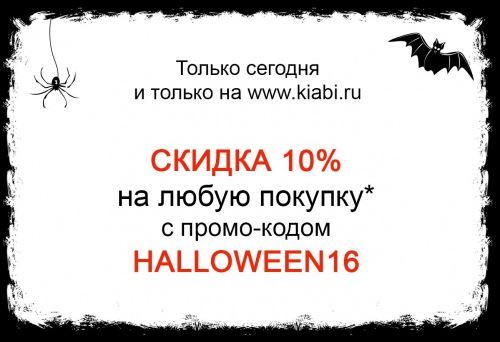 Только сегодня
и только на www.kiabi.ru
СКИДКА 10%
на любую покупку*
с промо-кодом
HALLOWEEN16